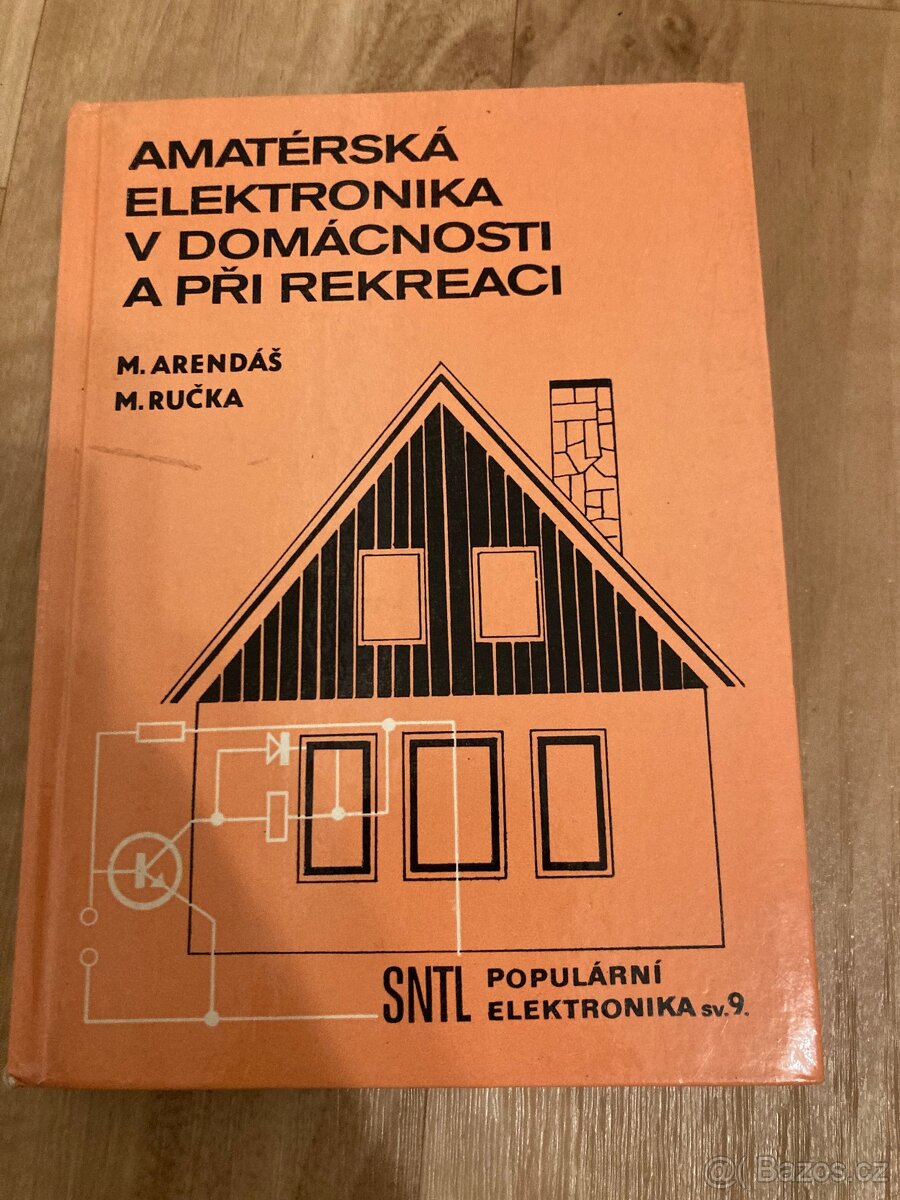 AMATÉRSKÁ
ELEKTRONIKA
V DOMÁCNOSTI
A PŘI REKREACI
M. ARENDÁŠ
M. RUČKA
SNTL POPULÁRNÍ
ELEKTRONIKA sv. 9.
Bazos.cz